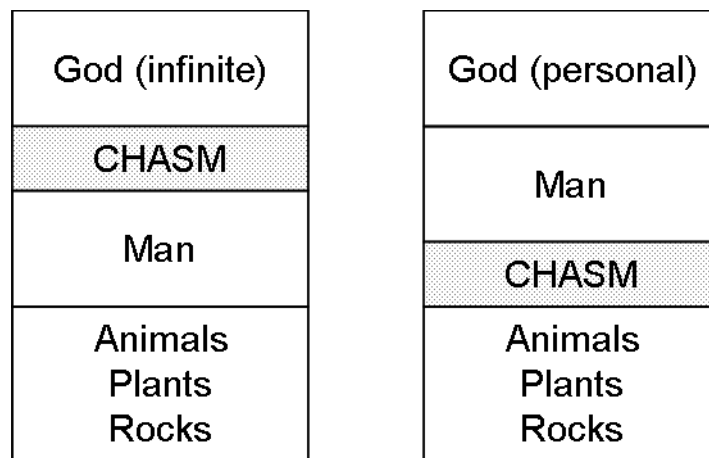 God (infinite)
CHASM
Man
Animals
Plants
Rocks
God (personal)
Man
CHASM
Animals
Plants
Rocks